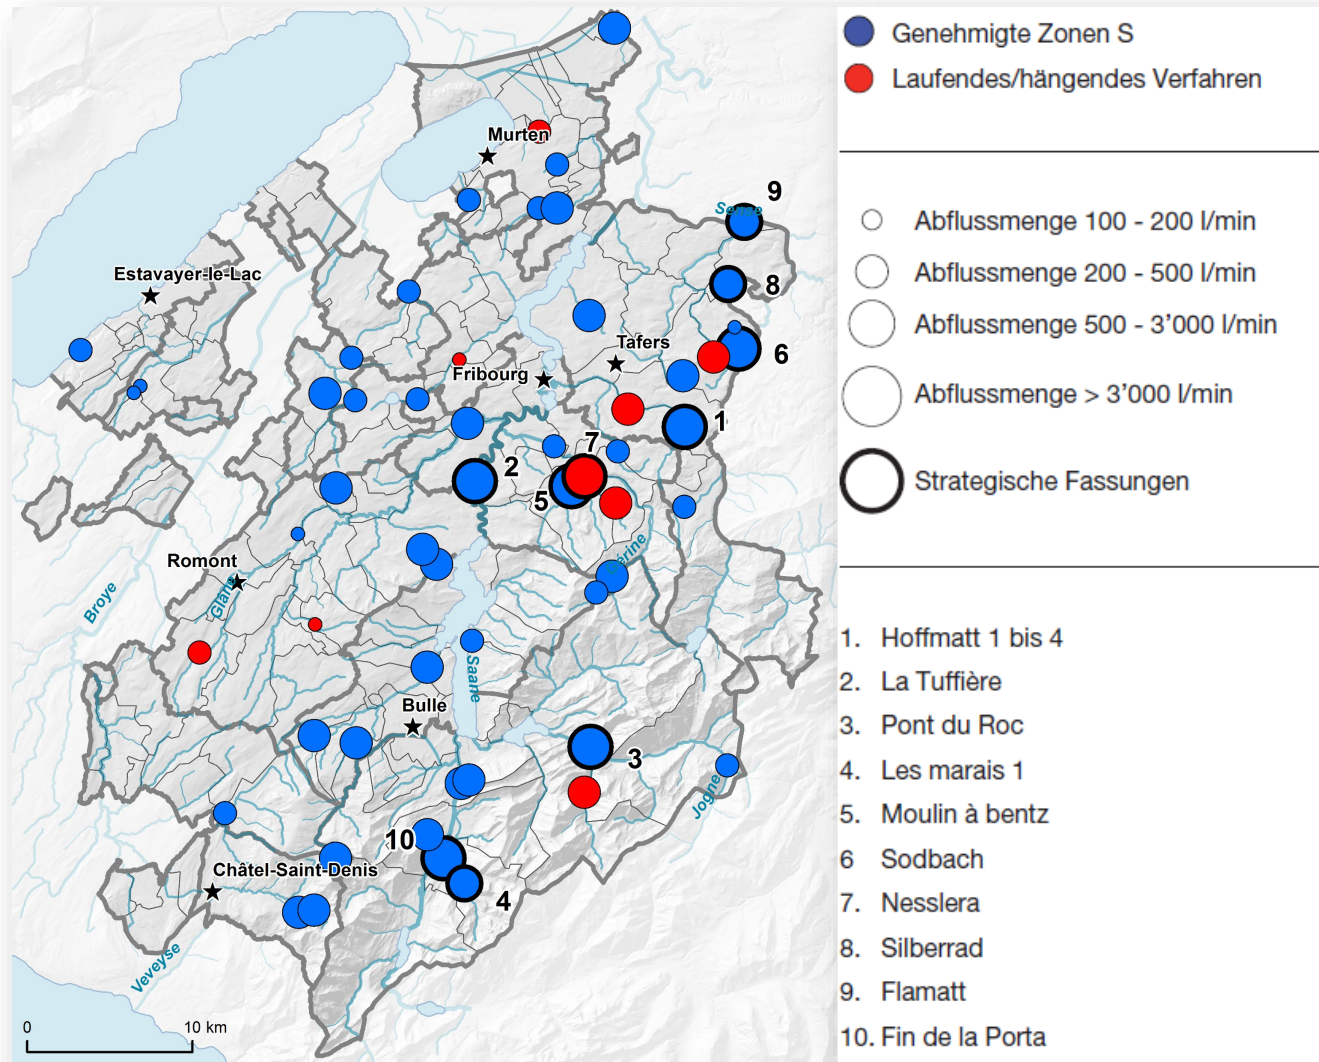 Murten
Sense
9
8
Estavayer-le-Lac
Tafers
6
Fribourg
1
7
2
5
Romont
Glâne
Broye
Gérine
Saane
Bulle
3
Jogne
10
Châtel-Saint-Denis
4
Veveyse
0 10 km
Genehmigte Zonen S
Laufendes/hängendes Verfahren
Abflussmenge 100 - 200 l/min
Abflussmenge 200 - 500 l/min
Abflussmenge 500 - 3’000 l/min
Abflussmenge > 3’000 l/min
Strategische Fassungen
1. Hoffmatt 1 bis 4
2. La Tuffière
3. Pont du Roc
4. Les marais 1
5. Moulin à bentz
6 Sodbach
7. Nesslera
8. Silberrad
9. Flamatt
10. Fin de la Porta